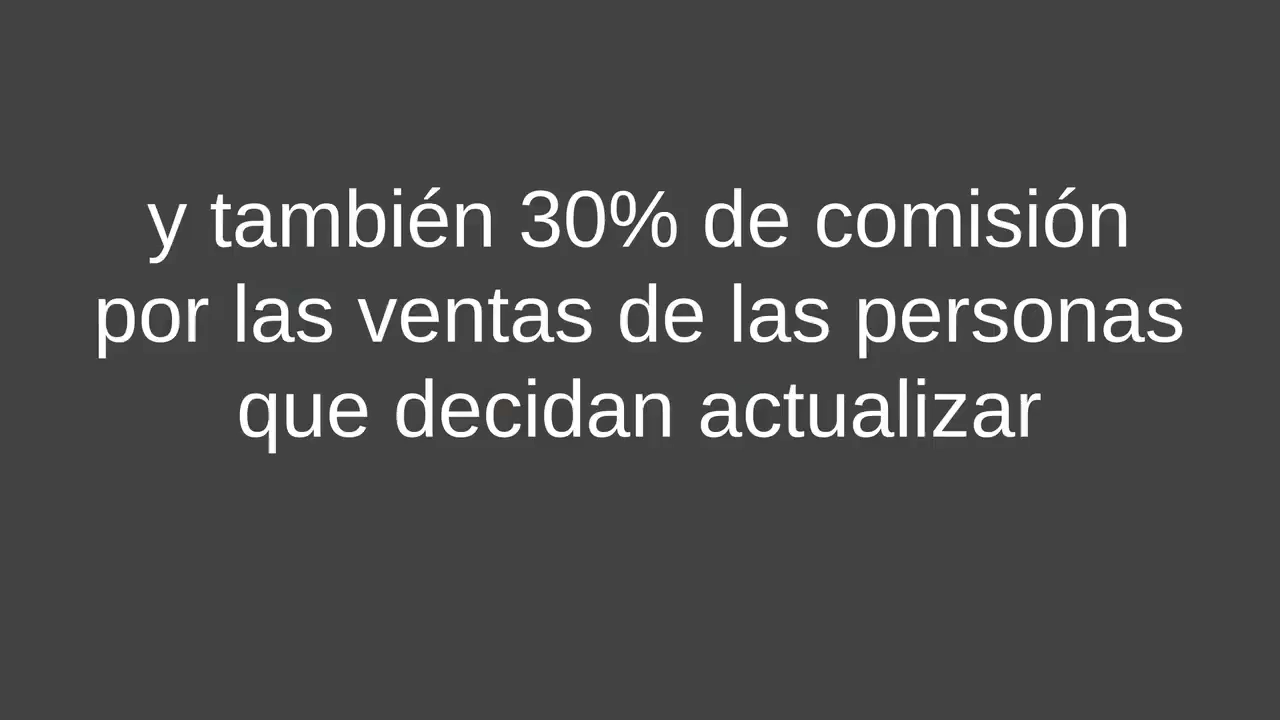 y también 30% de comisión
por las ventas de las personas
que decidan actualizar